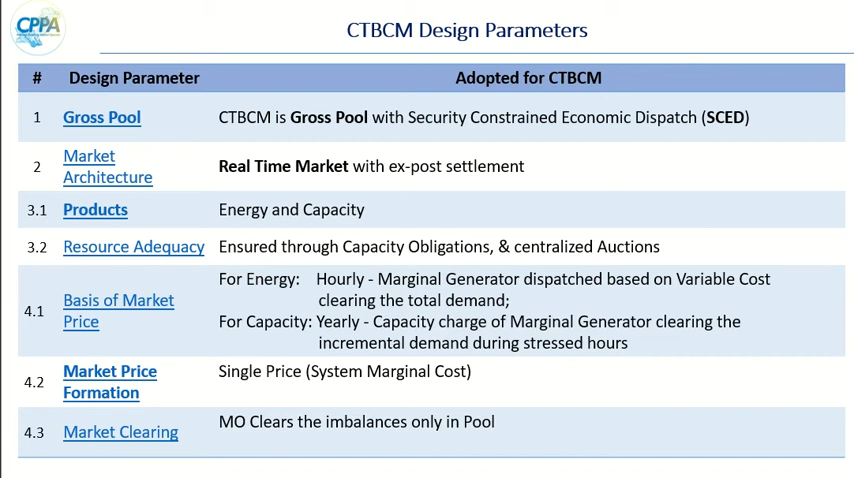 CPPA
CTBCM Design Parameters
# Design Parameter Adopted for CTBCM
1 Gross Pool CTBCM is Gross Pool with Security Constrained Economic Dispatch (SCED)
2 Market Architecture Real Time Market with ex-post settlement
3.1 Products Energy and Capacity
3.2 Resource Adequacy Ensured through Capacity Obligations, & centralized Auctions
4.1 Basis of Market Price
For Energy: Hourly - Marginal Generator dispatched based on Variable Cost
clearing the total demand;
For Capacity: Yearly - Capacity charge of Marginal Generator clearing the
incremental demand during stressed hours
4.2 Market Price Formation Single Price (System Marginal Cost)
4.3 Market Clearing MO Clears the imbalances only in Pool